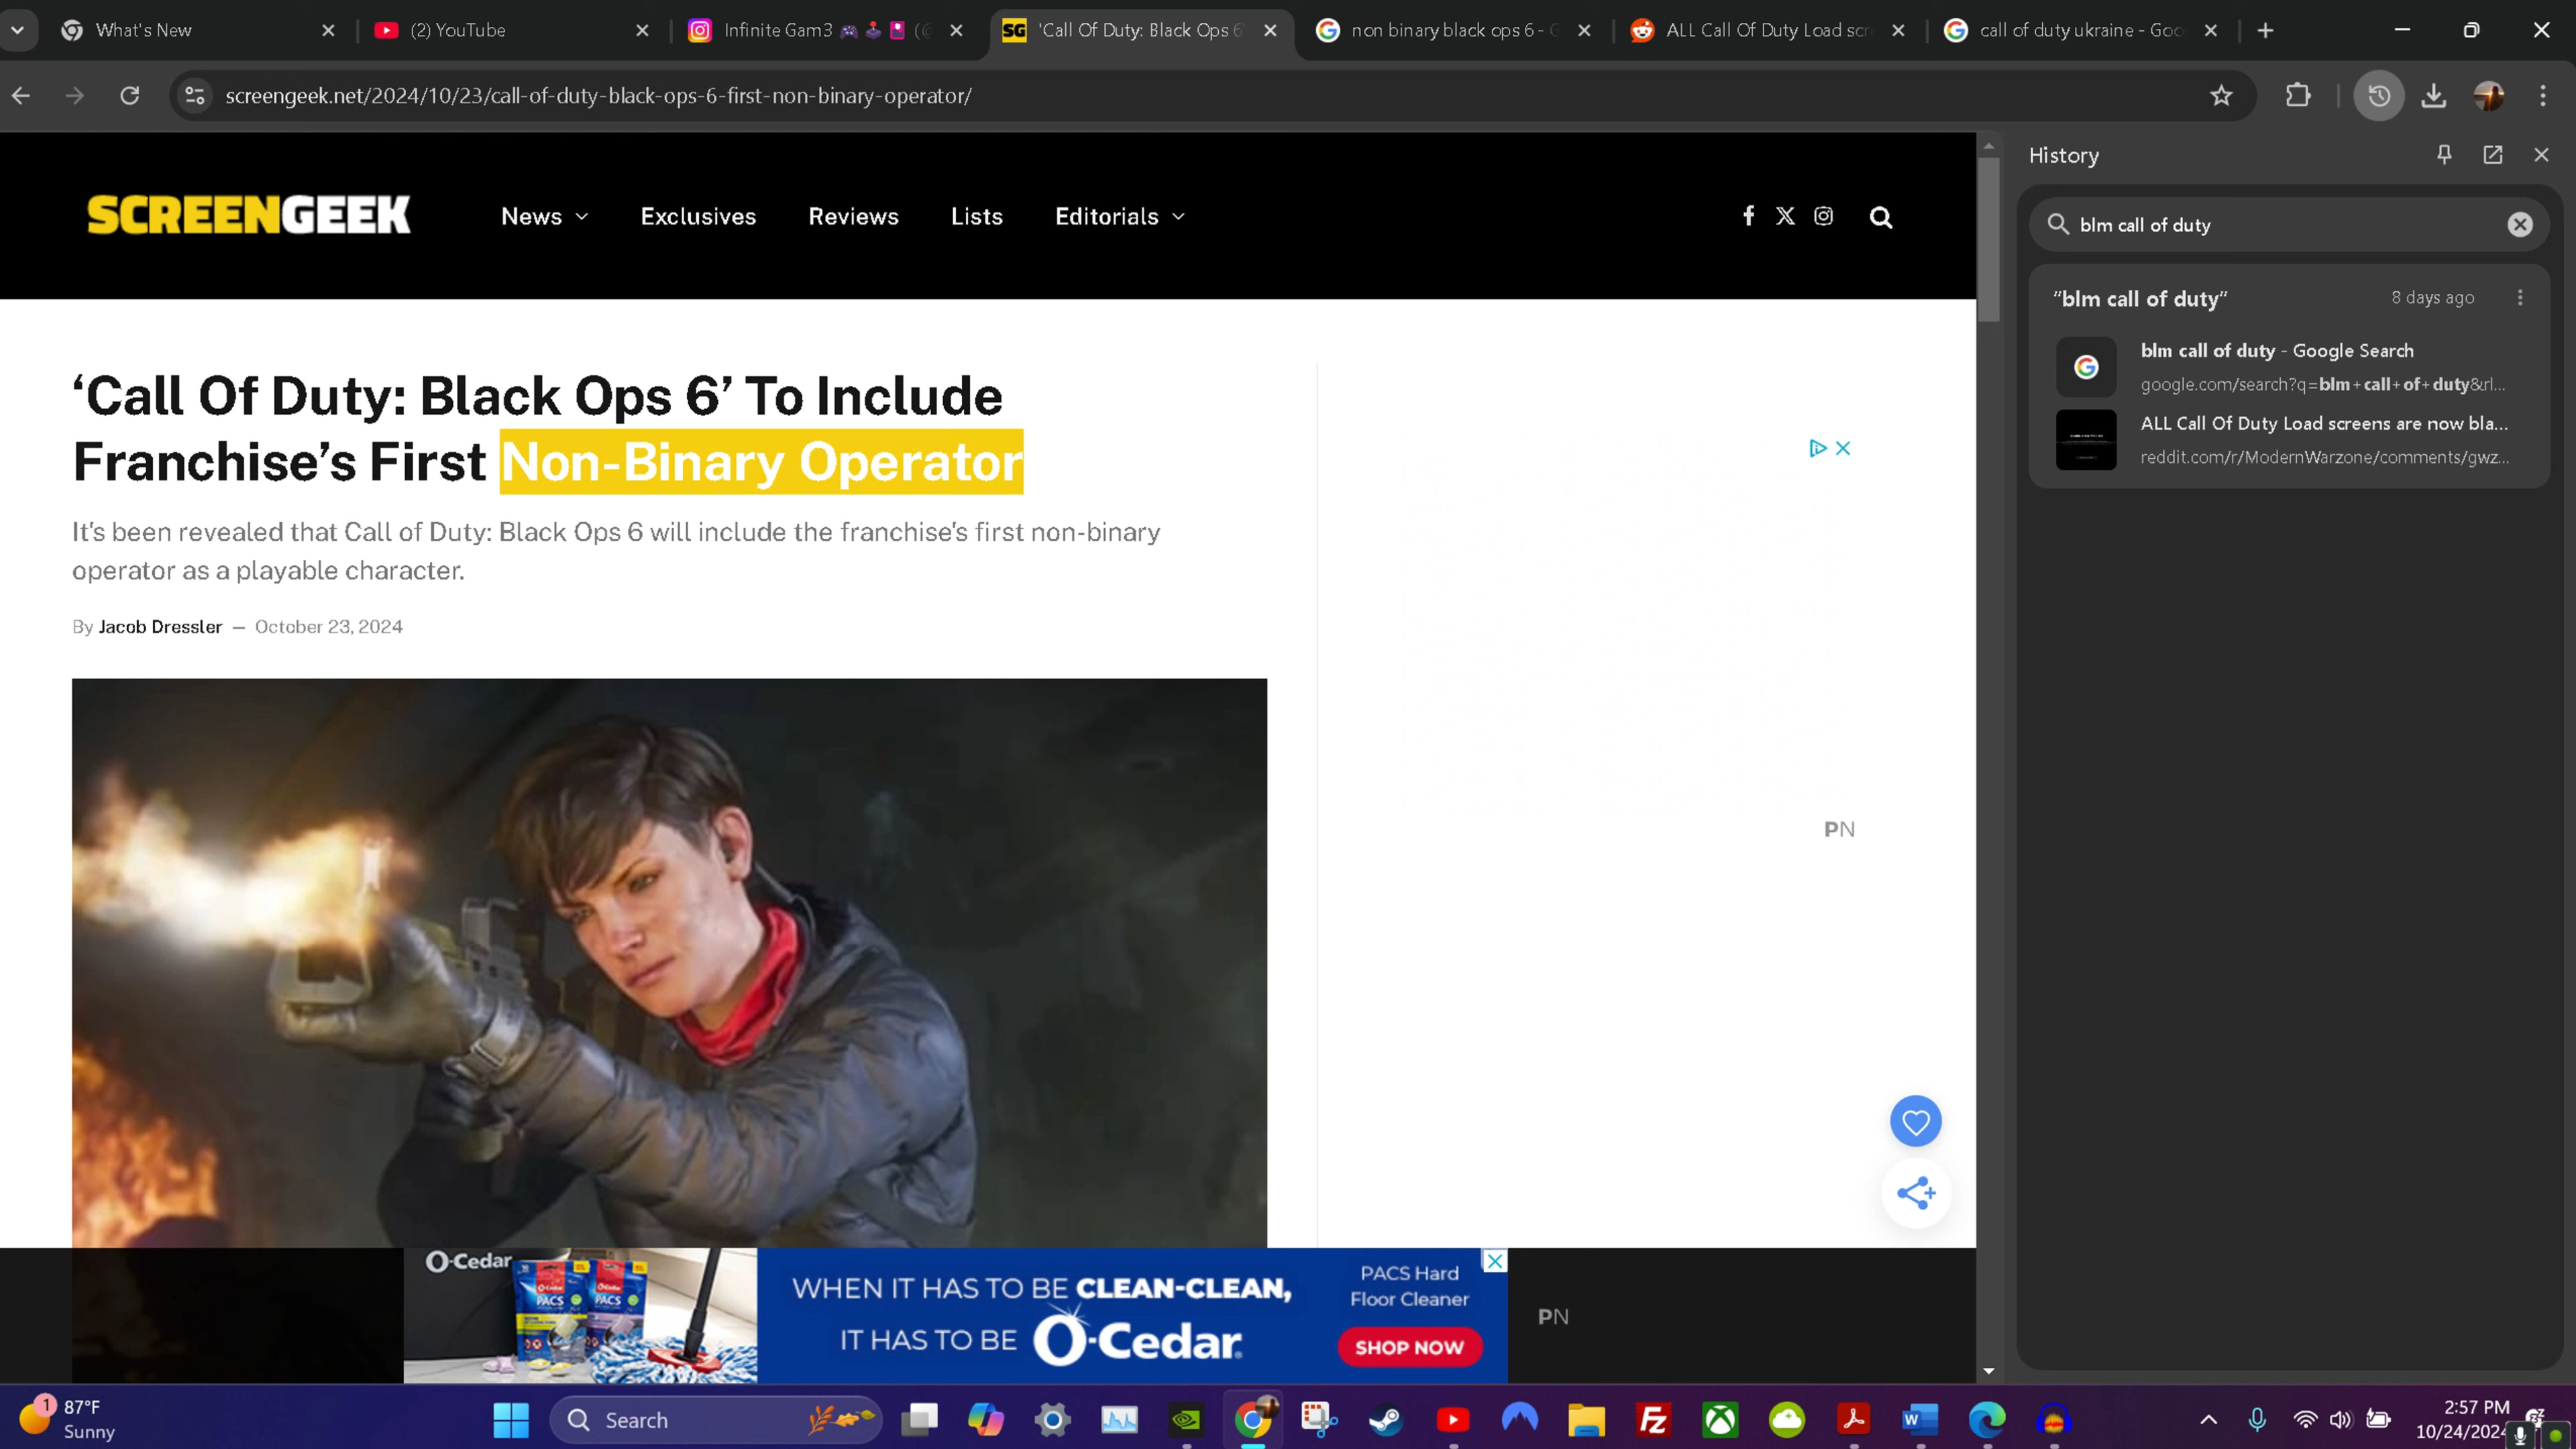 What's New
(2) YouTube
Infinite Gam3
'Call Of Duty: Black Ops 6'
non binary black ops 6 - G
ALL Call Of Duty Load scr
call of duty ukraine - Goo
screengeek.net/2024/10/23/call-of-duty-black-ops-6-first-non-binary-operator/
SCREENGEEK
News
Exclusives
Reviews
Lists
Editorials
‘Call Of Duty: Black Ops 6’ To Include
Franchise’s First Non-Binary Operator
It's been revealed that Call of Duty: Black Ops 6 will include the franchise's first non-binary
operator as a playable character.
By Jacob Dressler — October 23, 2024
PN
O-Cedar
PACS PACS
WHEN IT HAS TO BE CLEAN-CLEAN,
IT HAS TO BE O-Cedar
PACS Hard
Floor Cleaner
SHOP NOW
PN
History
blm call of duty
"blm call of duty" 8 days ago
blm call of duty - Google Search
google.com/search?q=blm+call+of+duty&rl...
ALL Call Of Duty Load screens are now bla...
reddit.com/r/ModernWarzone/comments/gwz...
1
87°F
Sunny
Search
2:57 PM
10/24/2024